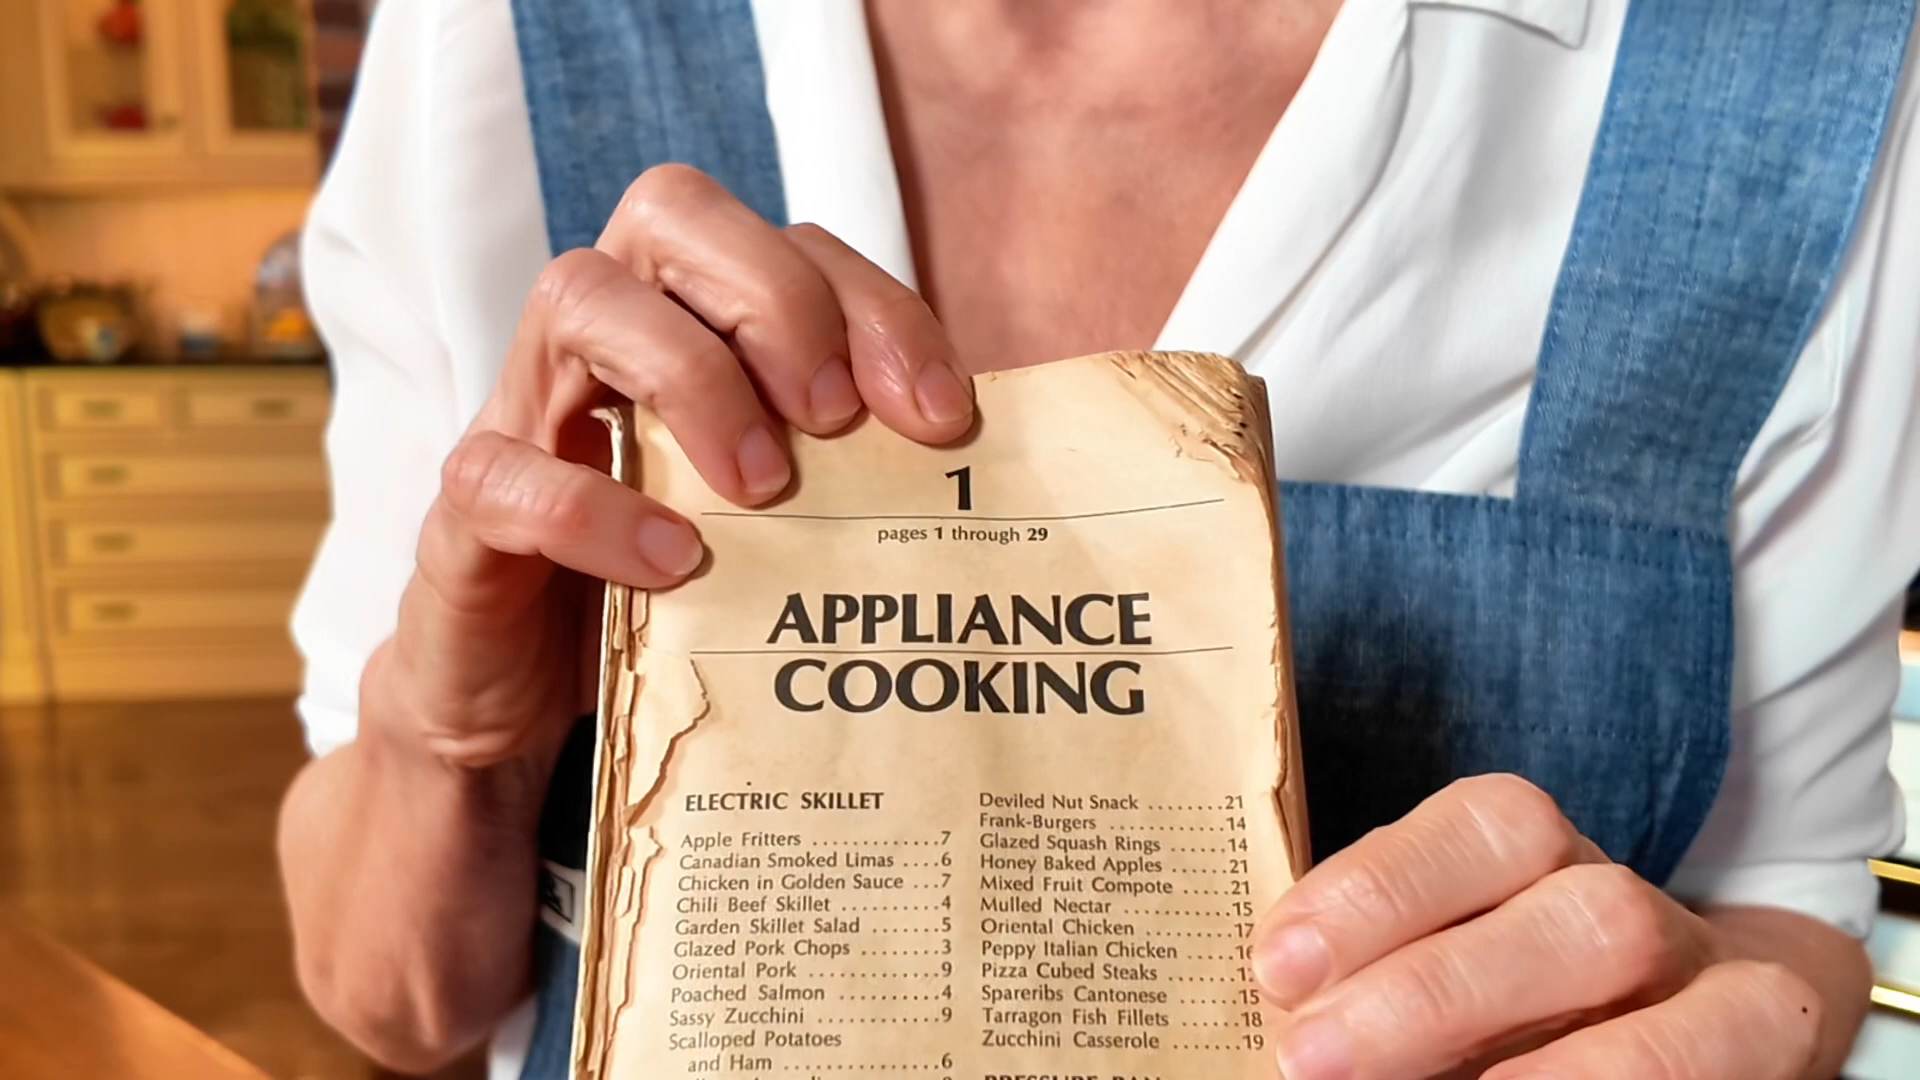 1
pages 1 through 29
APPLIANCE
COOKING
ELECTRIC SKILLET
Apple Fritters .............7
Canadian Smoked Limas ....6
Chicken in Golden Sauce ...7
Chili Beef Skillet ..........4
Garden Skillet Salad .......5
Glazed Pork Chops ........3
Oriental Pork ............9
Poached Salmon ..........4
Sassy Zucchini ............9
Scalloped Potatoes
and Ham ...............6
Deviled Nut Snack ........21
Frank-Burgers ............14
Glazed Squash Rings ......14
Honey Baked Apples ......21
Mixed Fruit Compote .....21
Mulled Nectar ...........15
Oriental Chicken .........17
Peppy Italian Chicken .....16
Pizza Cubed Steaks .......
Spareribs Cantonese ......15
Tarragon Fish Fillets ......18
Zucchini Casserole .......19